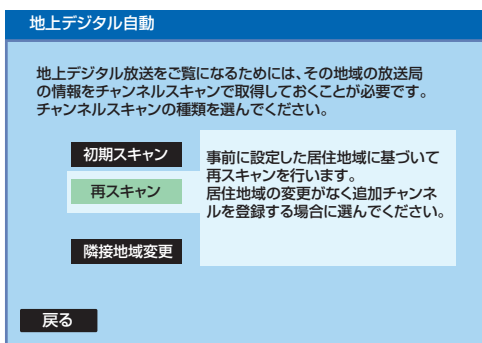 地上デジタル自動
地上デジタル放送をご覧になるためには、その地域の放送局
の情報をチャンネルスキャンで取得しておくことが必要です。
チャンネルスキャンの種類を選んでください。
初期スキャン
再スキャン
隣接地域変更
事前に設定した居住地域に基づいて
再スキャンを行います。
居住地域の変更がなく追加チャンネ
ルを登録する場合に選んでください。
戻る